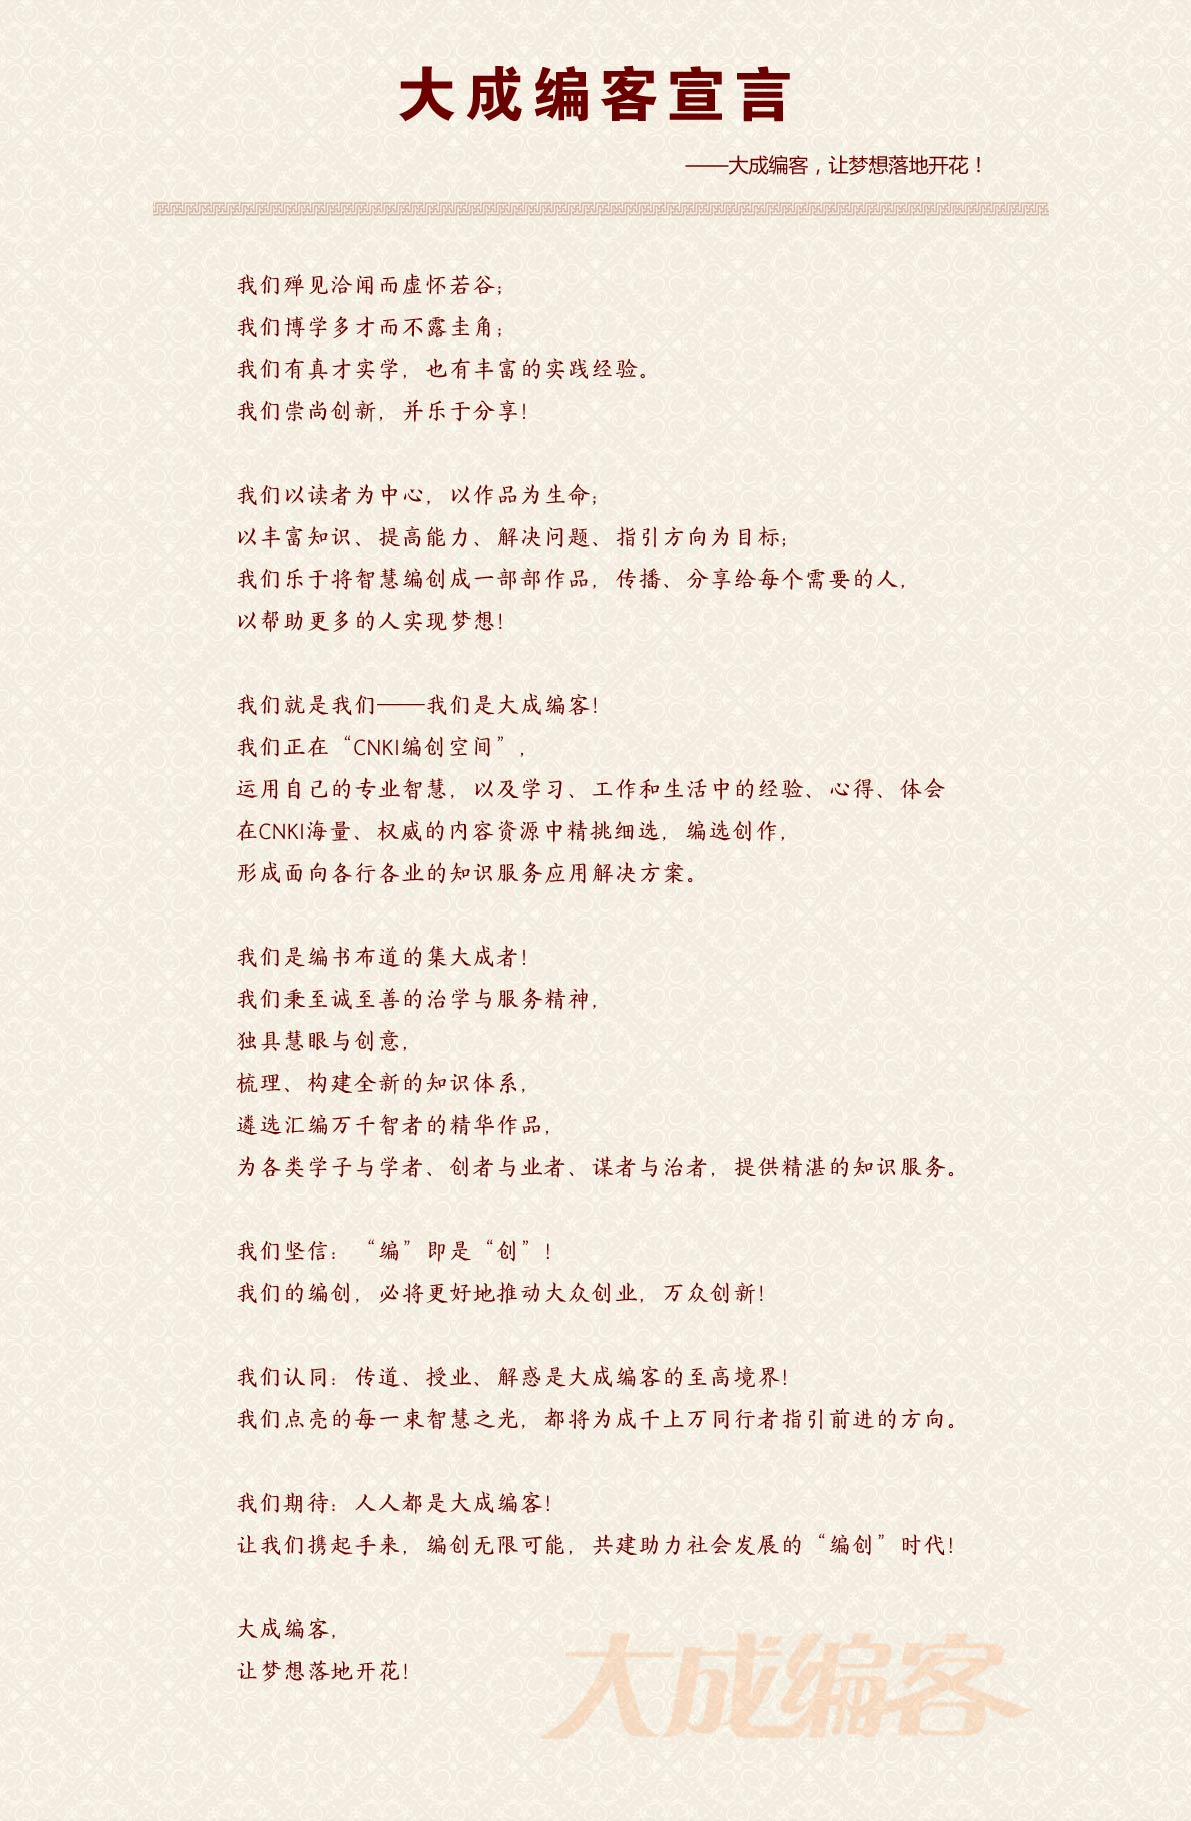 大成编客宣言
——大成编客，让梦想落地开花！
我们殚见洽闻而虚怀若谷；
我们博学多才而不露圭角；
我们有真才实学，也有丰富的实践经验。
我们崇尚创新，并乐于分享！
我们以读者为中心，以作品为生命；
以丰富知识、提高能力、解决问题、指引方向为目标；
我们乐于将智慧编创成一部部作品，传播、分享给每个需要的人，
以帮助更多的人实现梦想！
我们就是我们——我们是大成编客！
我们正在“CNKI编创空间”，
运用自己的专业智慧，以及学习、工作和生活中的经验、心得、体会
在CNKI海量、权威的内容资源中精挑细选，编选创作，
形成面向各行各业的知识服务应用解决方案。
我们是编书布道的集大成者！
我们秉至诚至善的治学与服务精神，
独具慧眼与创意，
梳理、构建全新的知识体系，
遴选汇编万千智者的精华作品，
为各类学子与学者、创者与业者、谋者与治者，提供精湛的知识服务。
我们坚信：“编”即是“创”！
我们的编创，必将更好地推动大众创业，万众创新！
我们认同：传道、授业、解惑是大成编客的至高境界！
我们点亮的每一束智慧之光，都将为成千上万同行者指引前进的方向。
我们期待：人人都是大成编客！
让我们携起手来，编创无限可能，共建助力社会发展的“编创”时代！
大成编客，
让梦想落地开花！
大成编客